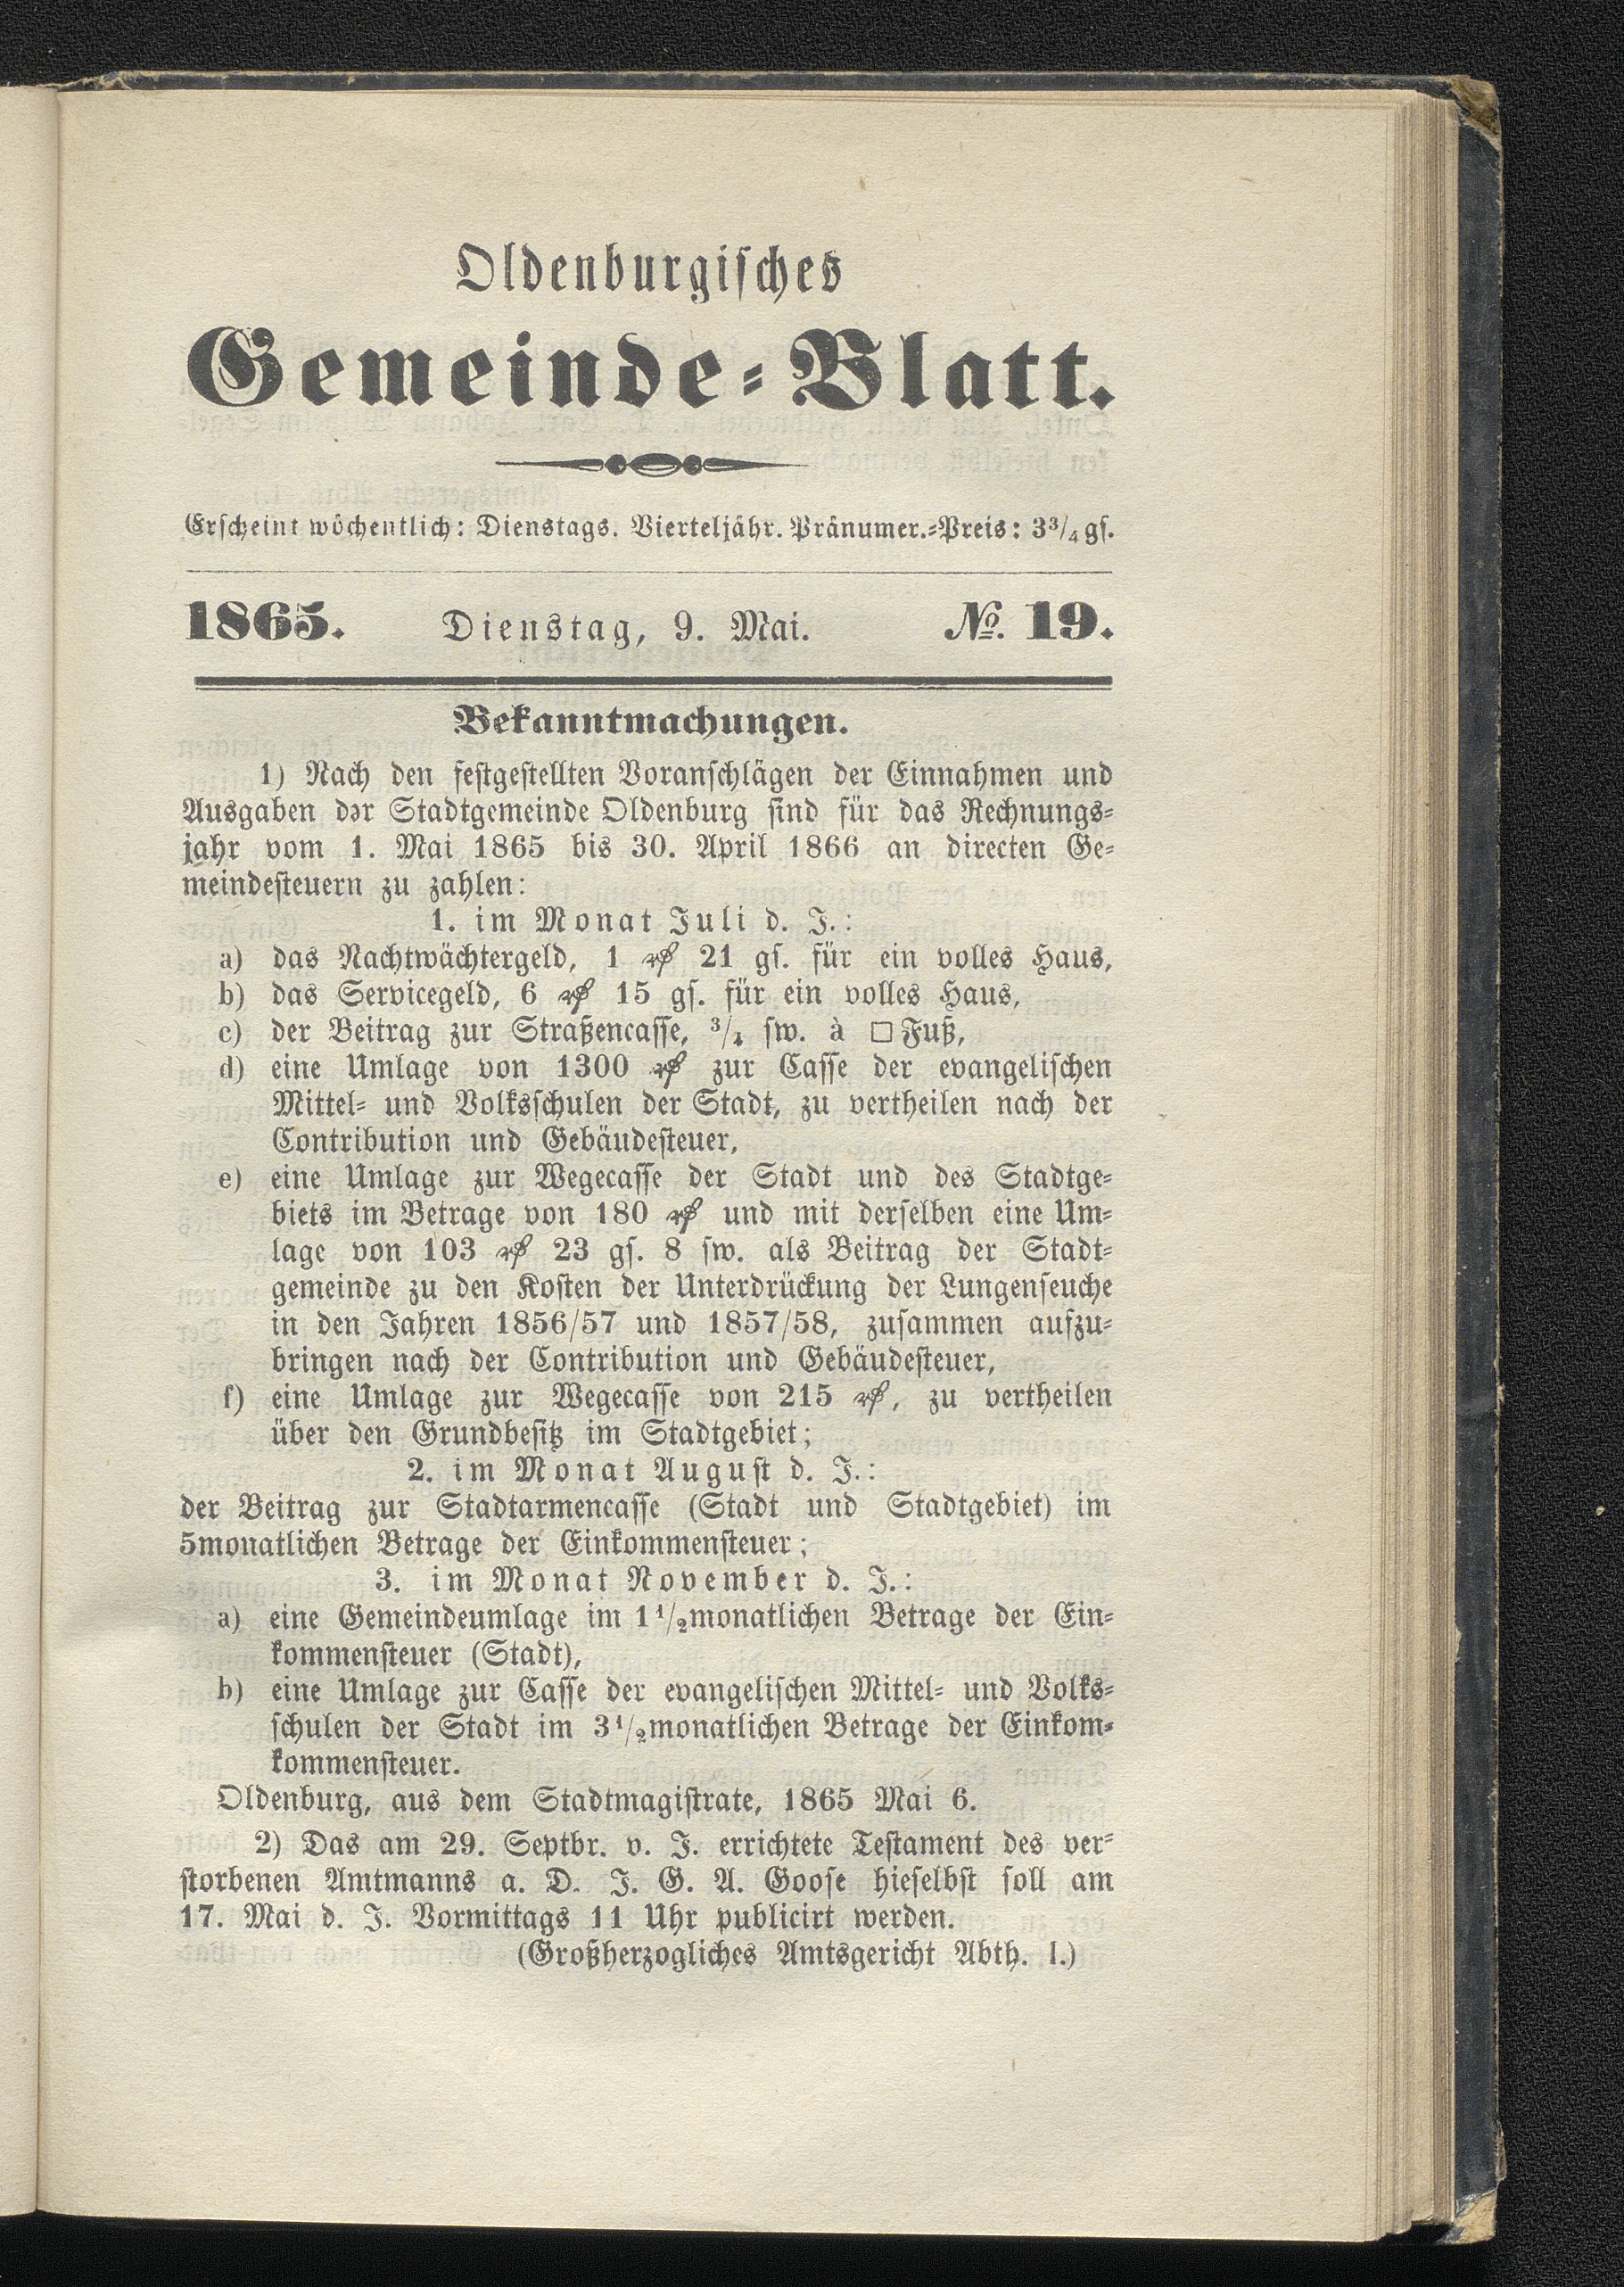 Oldenburgisches
Gemeinde-Blatt.
Erscheint wöchentlich: Dienstags. Vierteljähr. Pränumer.-Preis: 3³/₄ gs.
1865. Dienstag, 9. Mai. №. 19.
Bekanntmachungen.
1) Nach den festgestellten Voranschlägen der Einnahmen und
Ausgaben dər Stadtgemeinde Oldenburg sind für das Rechnungs-
jahr vom 1. Mai 1865 bis 30. April 1866 an directen Ge-
meindesteuern zu zahlen:
1. im Monat Juli d. J.:
a) das Nachtwächtergeld, 1 ₰ 21 gs. für ein volles Haus,
b) das Servicegeld, 6 ₰ 15 gs. für ein volles Haus,
c) der Beitrag zur Straßencasse, ³/₄ sw. à □ Fuß,
d) eine Umlage von 1300 ₰ zur Casse der evangelischen
Mittel- und Volksschulen der Stadt, zu vertheilen nach der
Contribution und Gebäudesteuer,
e) eine Umlage zur Wegecasse der Stadt und des Stadtge-
biets im Betrage von 180 ₰ und mit derselben eine Um-
lage von 103 ₰ 23 gs. 8 sw. als Beitrag der Stadt-
gemeinde zu den Kosten der Unterdrückung der Lungenseuche
in den Jahren 1856/57 und 1857/58, zusammen aufzu-
bringen nach der Contribution und Gebäudesteuer,
f) eine Umlage zur Wegecasse von 215 ₰, zu vertheilen
über den Grundbesitz im Stadtgebiet;
2. im Monat August d. J.:
der Beitrag zur Stadtarmencasse (Stadt und Stadtgebiet) im
5monatlichen Betrage der Einkommensteuer;
3. im Monat November d. J.:
a) eine Gemeindeumlage im 1¹/₂monatlichen Betrage der Ein-
kommensteuer (Stadt),
b) eine Umlage zur Casse der evangelischen Mittel- und Volks-
schulen der Stadt im 3¹/₂monatlichen Betrage der Einkom-
kommensteuer.
Oldenburg, aus dem Stadtmagistrate, 1865 Mai 6.
2) Das am 29. Septbr. v. J. errichtete Testament des ver-
storbenen Amtmanns a. D. J. G. A. Goose hieselbst soll am
17. Mai d. J. Vormittags 11 Uhr publicirt werden.
(Großherzogliches Amtsgericht Abth. I.)